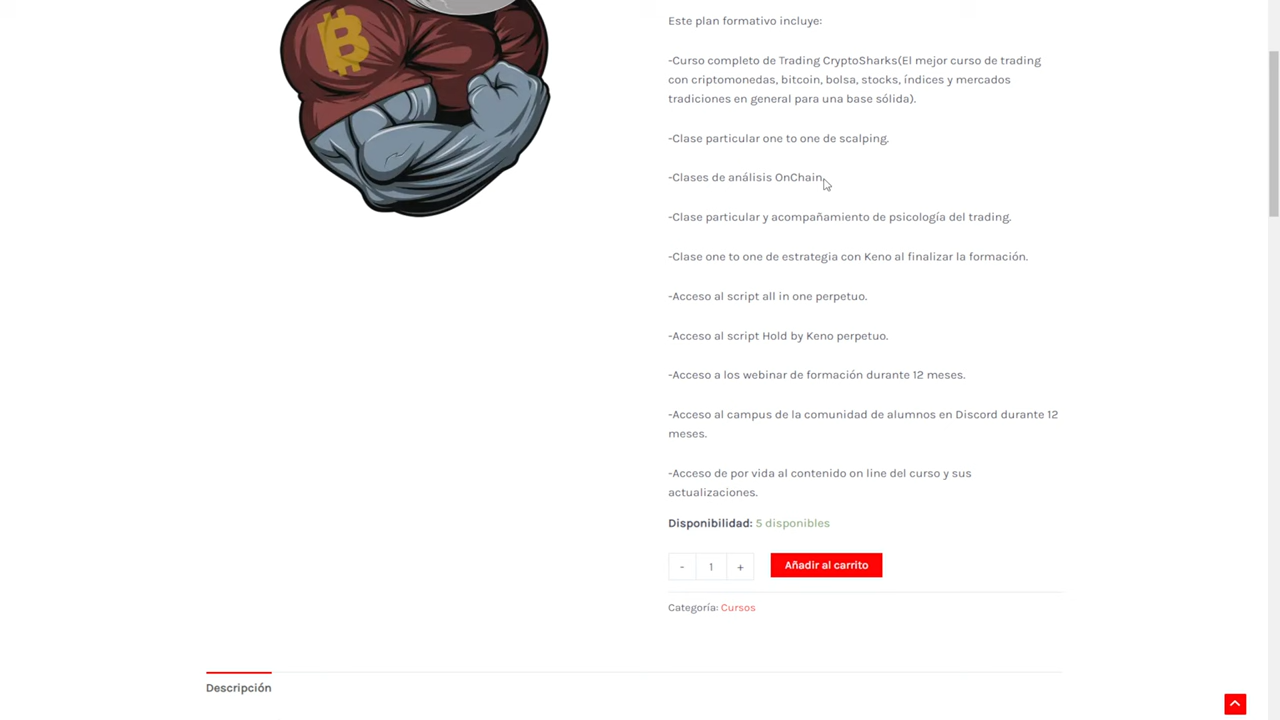 Este plan formativo incluye:
-Curso completo de Trading CryptoSharks(El mejor curso de trading
con criptomonedas, bitcoin, bolsa, stocks, índices y mercados
tradiciones en general para una base sólida).
-Clase particular one to one de scalping.
-Clases de análisis OnChain.
-Clase particular y acompañamiento de psicología del trading.
-Clase one to one de estrategia con Keno al finalizar la formación.
-Acceso al script all in one perpetuo.
-Acceso al script Hold by Keno perpetuo.
-Acceso a los webinar de formación durante 12 meses.
-Acceso al campus de la comunidad de alumnos en Discord durante 12
meses.
-Acceso de por vida al contenido on line del curso y sus
actualizaciones.
Disponibilidad: 5 disponibles
- 1 + Añadir al carrito
Categoría: Cursos
Descripción